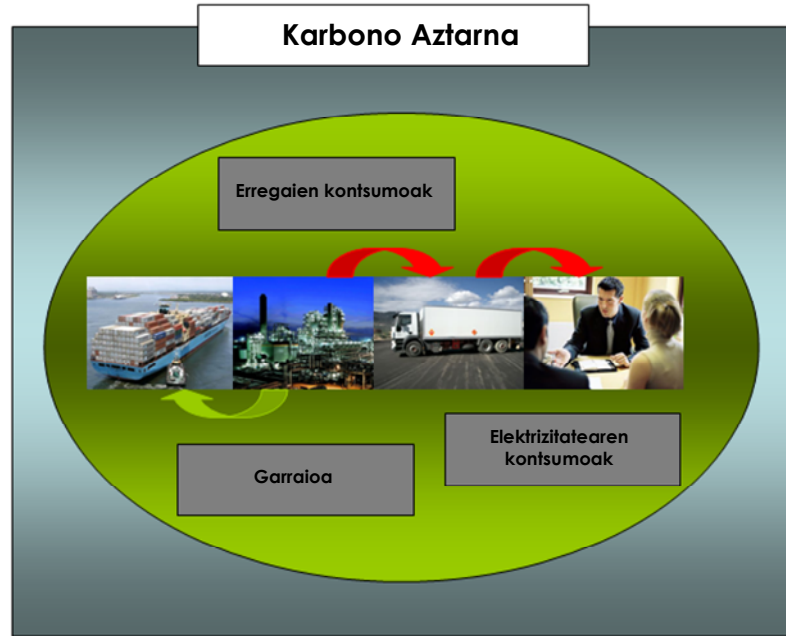 Karbono Aztarna
Erregaien kontsumoak
Elektrizitatearen
kontsumoak
Garraioa